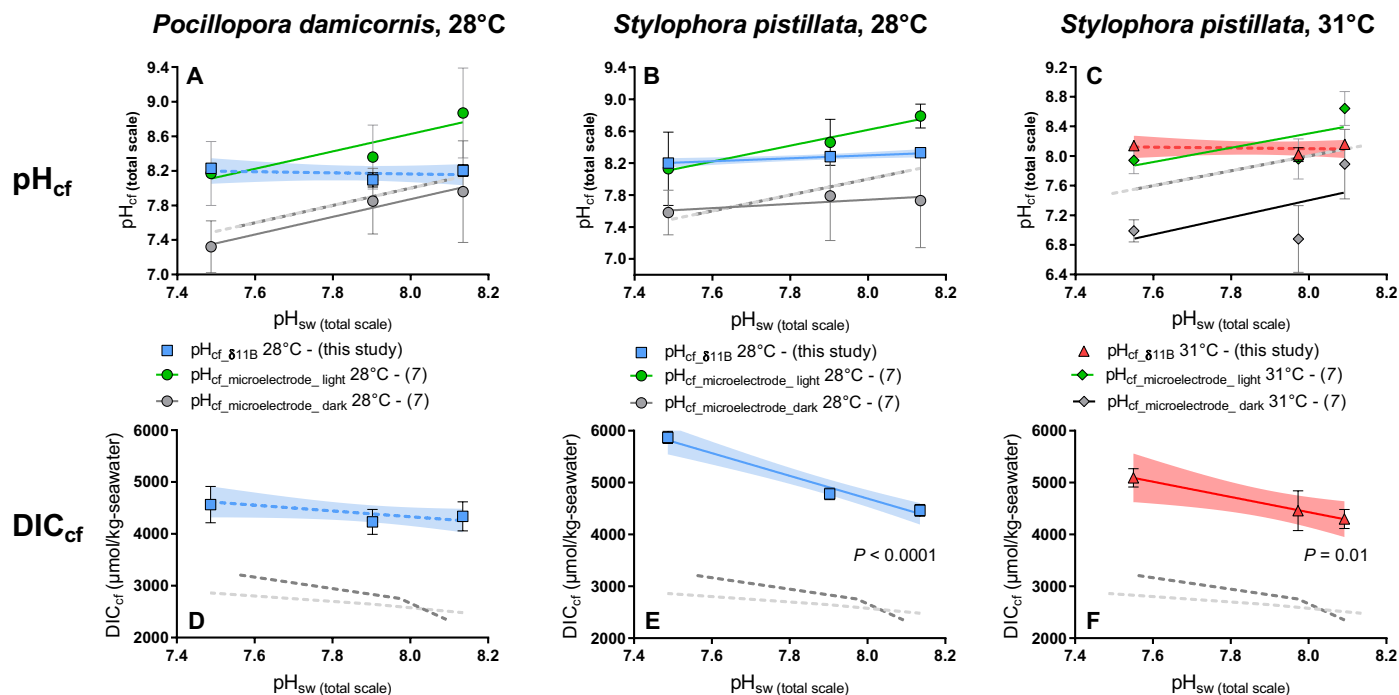 Pocillopora damicornis, 28°C
Stylophora pistillata, 28°C
Stylophora pistillata, 31°C
pHcf
A
pHcf (total scale)
9.4
9.0
8.6
8.2
7.8
7.4
7.0
7.4
7.6
7.8
8.0
8.2
pHsw (total scale)
B
pHcf (total scale)
9.4
9.0
8.6
8.2
7.8
7.4
7.0
7.4
7.6
7.8
8.0
8.2
pHsw (total scale)
C
pHcf (total scale)
9.2
8.8
8.4
8.0
7.6
7.2
6.8
6.4
7.4
7.6
7.8
8.0
8.2
pHsw (total scale)
pHcf_δ11B 28°C - (this study)
pHcf_microelectrode_ light 28°C - (7)
pHcf_microelectrode_ dark 28°C - (7)
pHcf_δ11B 28°C - (this study)
pHcf_microelectrode_ light 28°C - (7)
pHcf_microelectrode_ dark 28°C - (7)
pHcf_δ11B 31°C - (this study)
pHcf_microelectrode_ light 31°C - (7)
pHcf_microelectrode_ dark 31°C - (7)
DICcf
DICcf (µmol/kg-seawater)
6000
5000
4000
3000
2000
D
7.4
7.6
7.8
8.0
8.2
pHsw (total scale)
DICcf (µmol/kg-seawater)
6000
5000
4000
3000
2000
P < 0.0001
E
7.4
7.6
7.8
8.0
8.2
pHsw (total scale)
DICcf (µmol/kg-seawater)
6000
5000
4000
3000
2000
P = 0.01
F
7.4
7.6
7.8
8.0
8.2
pHsw (total scale)